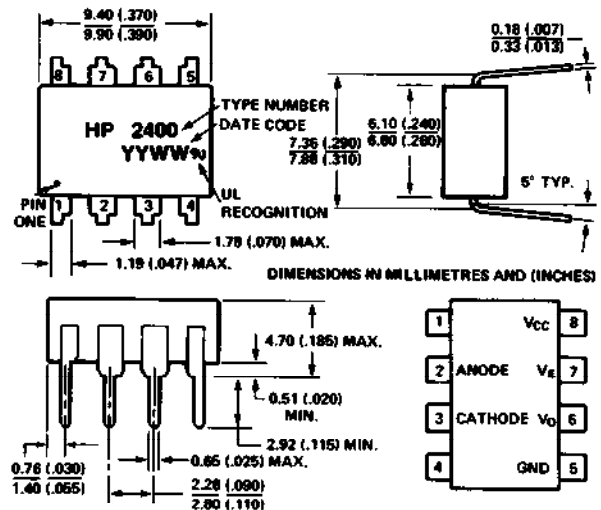 9.40 (.370)
9.90 (.390)
8 7 6 5
HP 2400
YYWW
TYPE NUMBER
DATE CODE
UL
RECOGNITION
PIN
ONE
1 2 3 4
1.78 (.070) MAX.
1.19 (.047) MAX.
0.18 (.007)
0.33 (.013)
7.36 (.290)
7.88 (.310)
6.10 (.240)
6.60 (.260)
5° TYP.
DIMENSIONS IN MILLIMETRES AND (INCHES)
4.70 (.185) MAX.
0.51 (.020)
MIN.
2.92 (.115) MIN.
0.76 (.030)
1.40 (.055)
0.65 (.025) MAX.
2.28 (.090)
2.80 (.110)
1 VCC 8
2 ANODE VE 7
3 CATHODE VO 6
4 GND 5